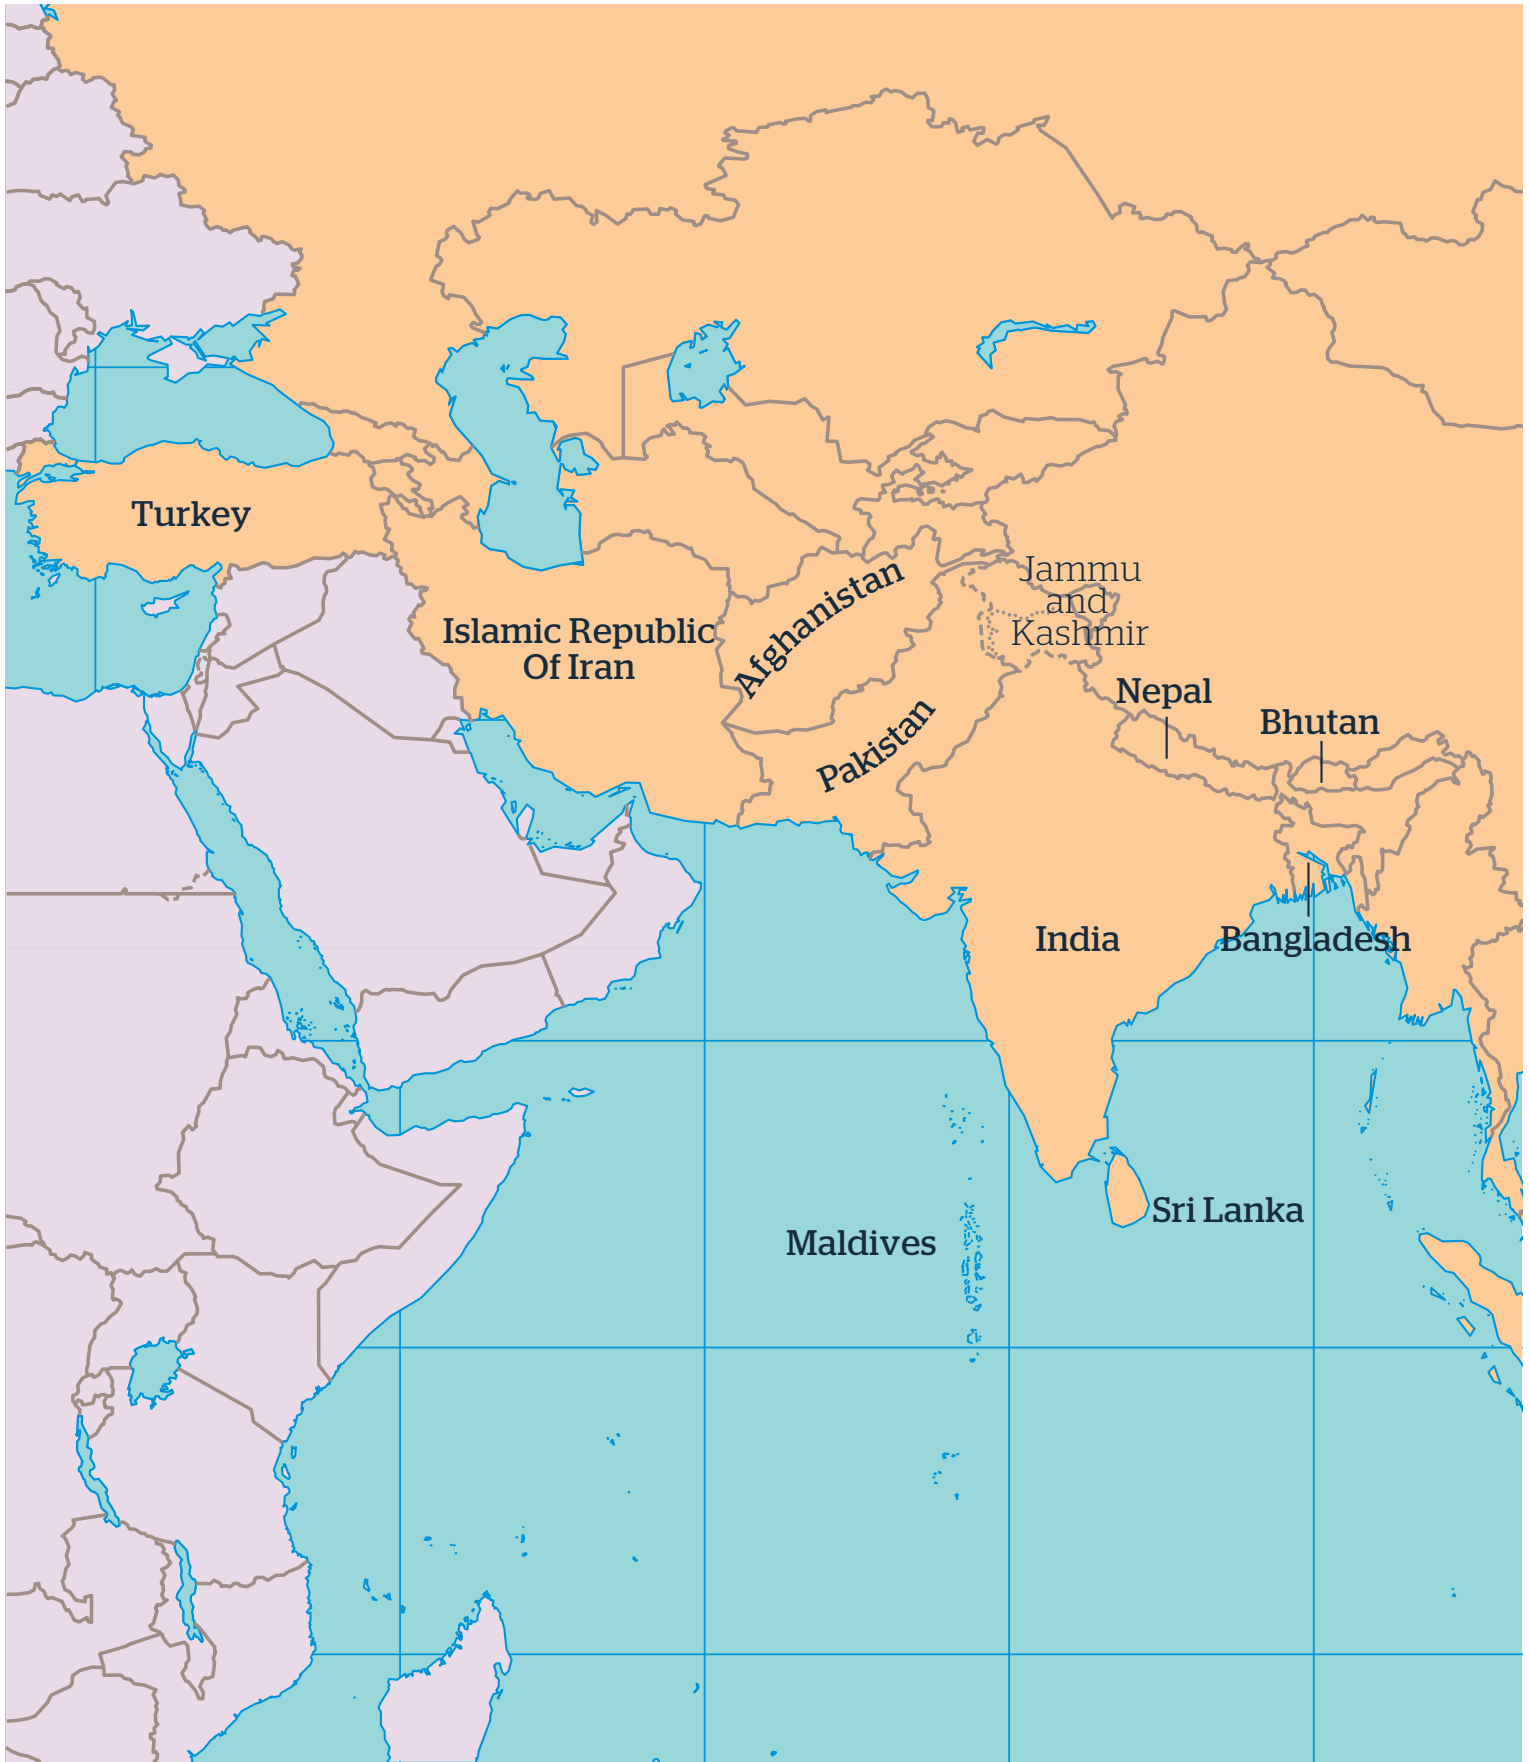 Turkey
Afghanistan
Jammu
and
Kashmir
Islamic Republic
Of Iran
Pakistan
Nepal
Bhutan
India
Bangladesh
Sri Lanka
Maldives